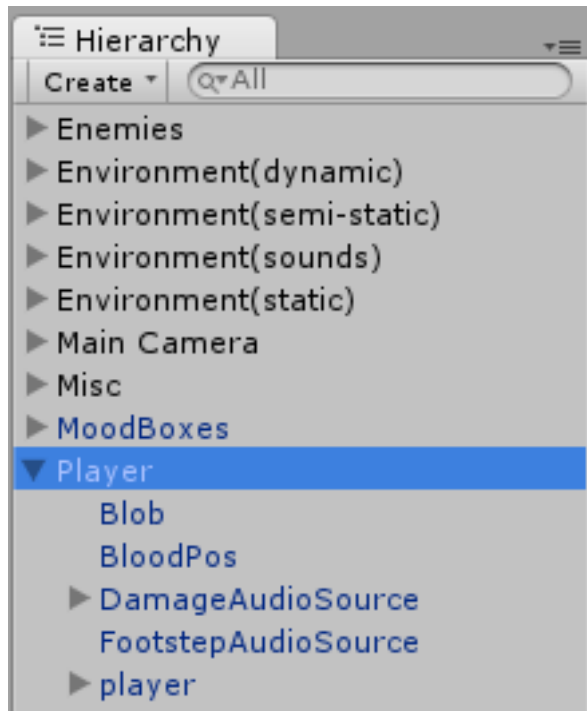 Hierarchy
Create All
Enemies
Environment(dynamic)
Environment(semi-static)
Environment(sounds)
Environment(static)
Main Camera
Misc
MoodBoxes
Player
Blob
BloodPos
DamageAudioSource
FootstepAudioSource
player